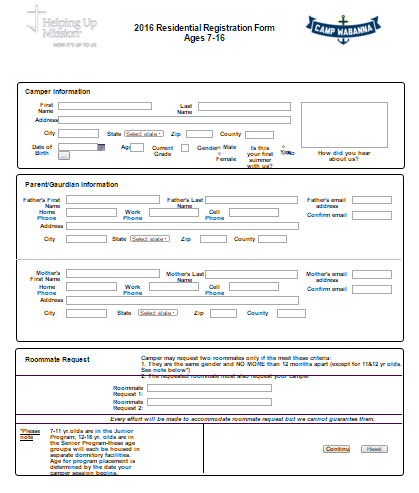 Helping Up
Mission
HOW IT'S UP TO US
2016 Residential Registration Form
Ages 7-16
CAMP WABANNA
Camper Information
First Name
Last Name
Address
City State Select state Zip County
Date of Birth ... Age Current Grade Gender Male Female Is this your first summer with us? Yes No How did you hear about us?
Parent/Gaurdian Information
Father's First Name Father's Last Name Father's email address
Home Phone Work Phone Cell Phone Confirm email
Address
City State Select state Zip County
Mother's First Name Mother's Last Name Mother's email address
Home Phone Work Phone Cell Phone Confirm email
Address
City State Select state Zip County
Roommate Request
Camper may request two roommates only if the meet these criteria:
1. They are the same gender and NO MORE than 12 months apart (except for 11&12 yr olds.
See note below*)
2. The requested roommate must also request your camper
Roommate Request 1:
Roommate Request 2:
Every effort will be made to accommodate roommate request but we cannot guarantee them.
*Please note
7-11 yr.olds are in the Junior
Program; 12-16 yr. olds are in
the Senior Program-these age
groups will each be housed in
separate dormitory facilities.
Age for program placement is
determined by the date your
camper session begins.
Continu Reset